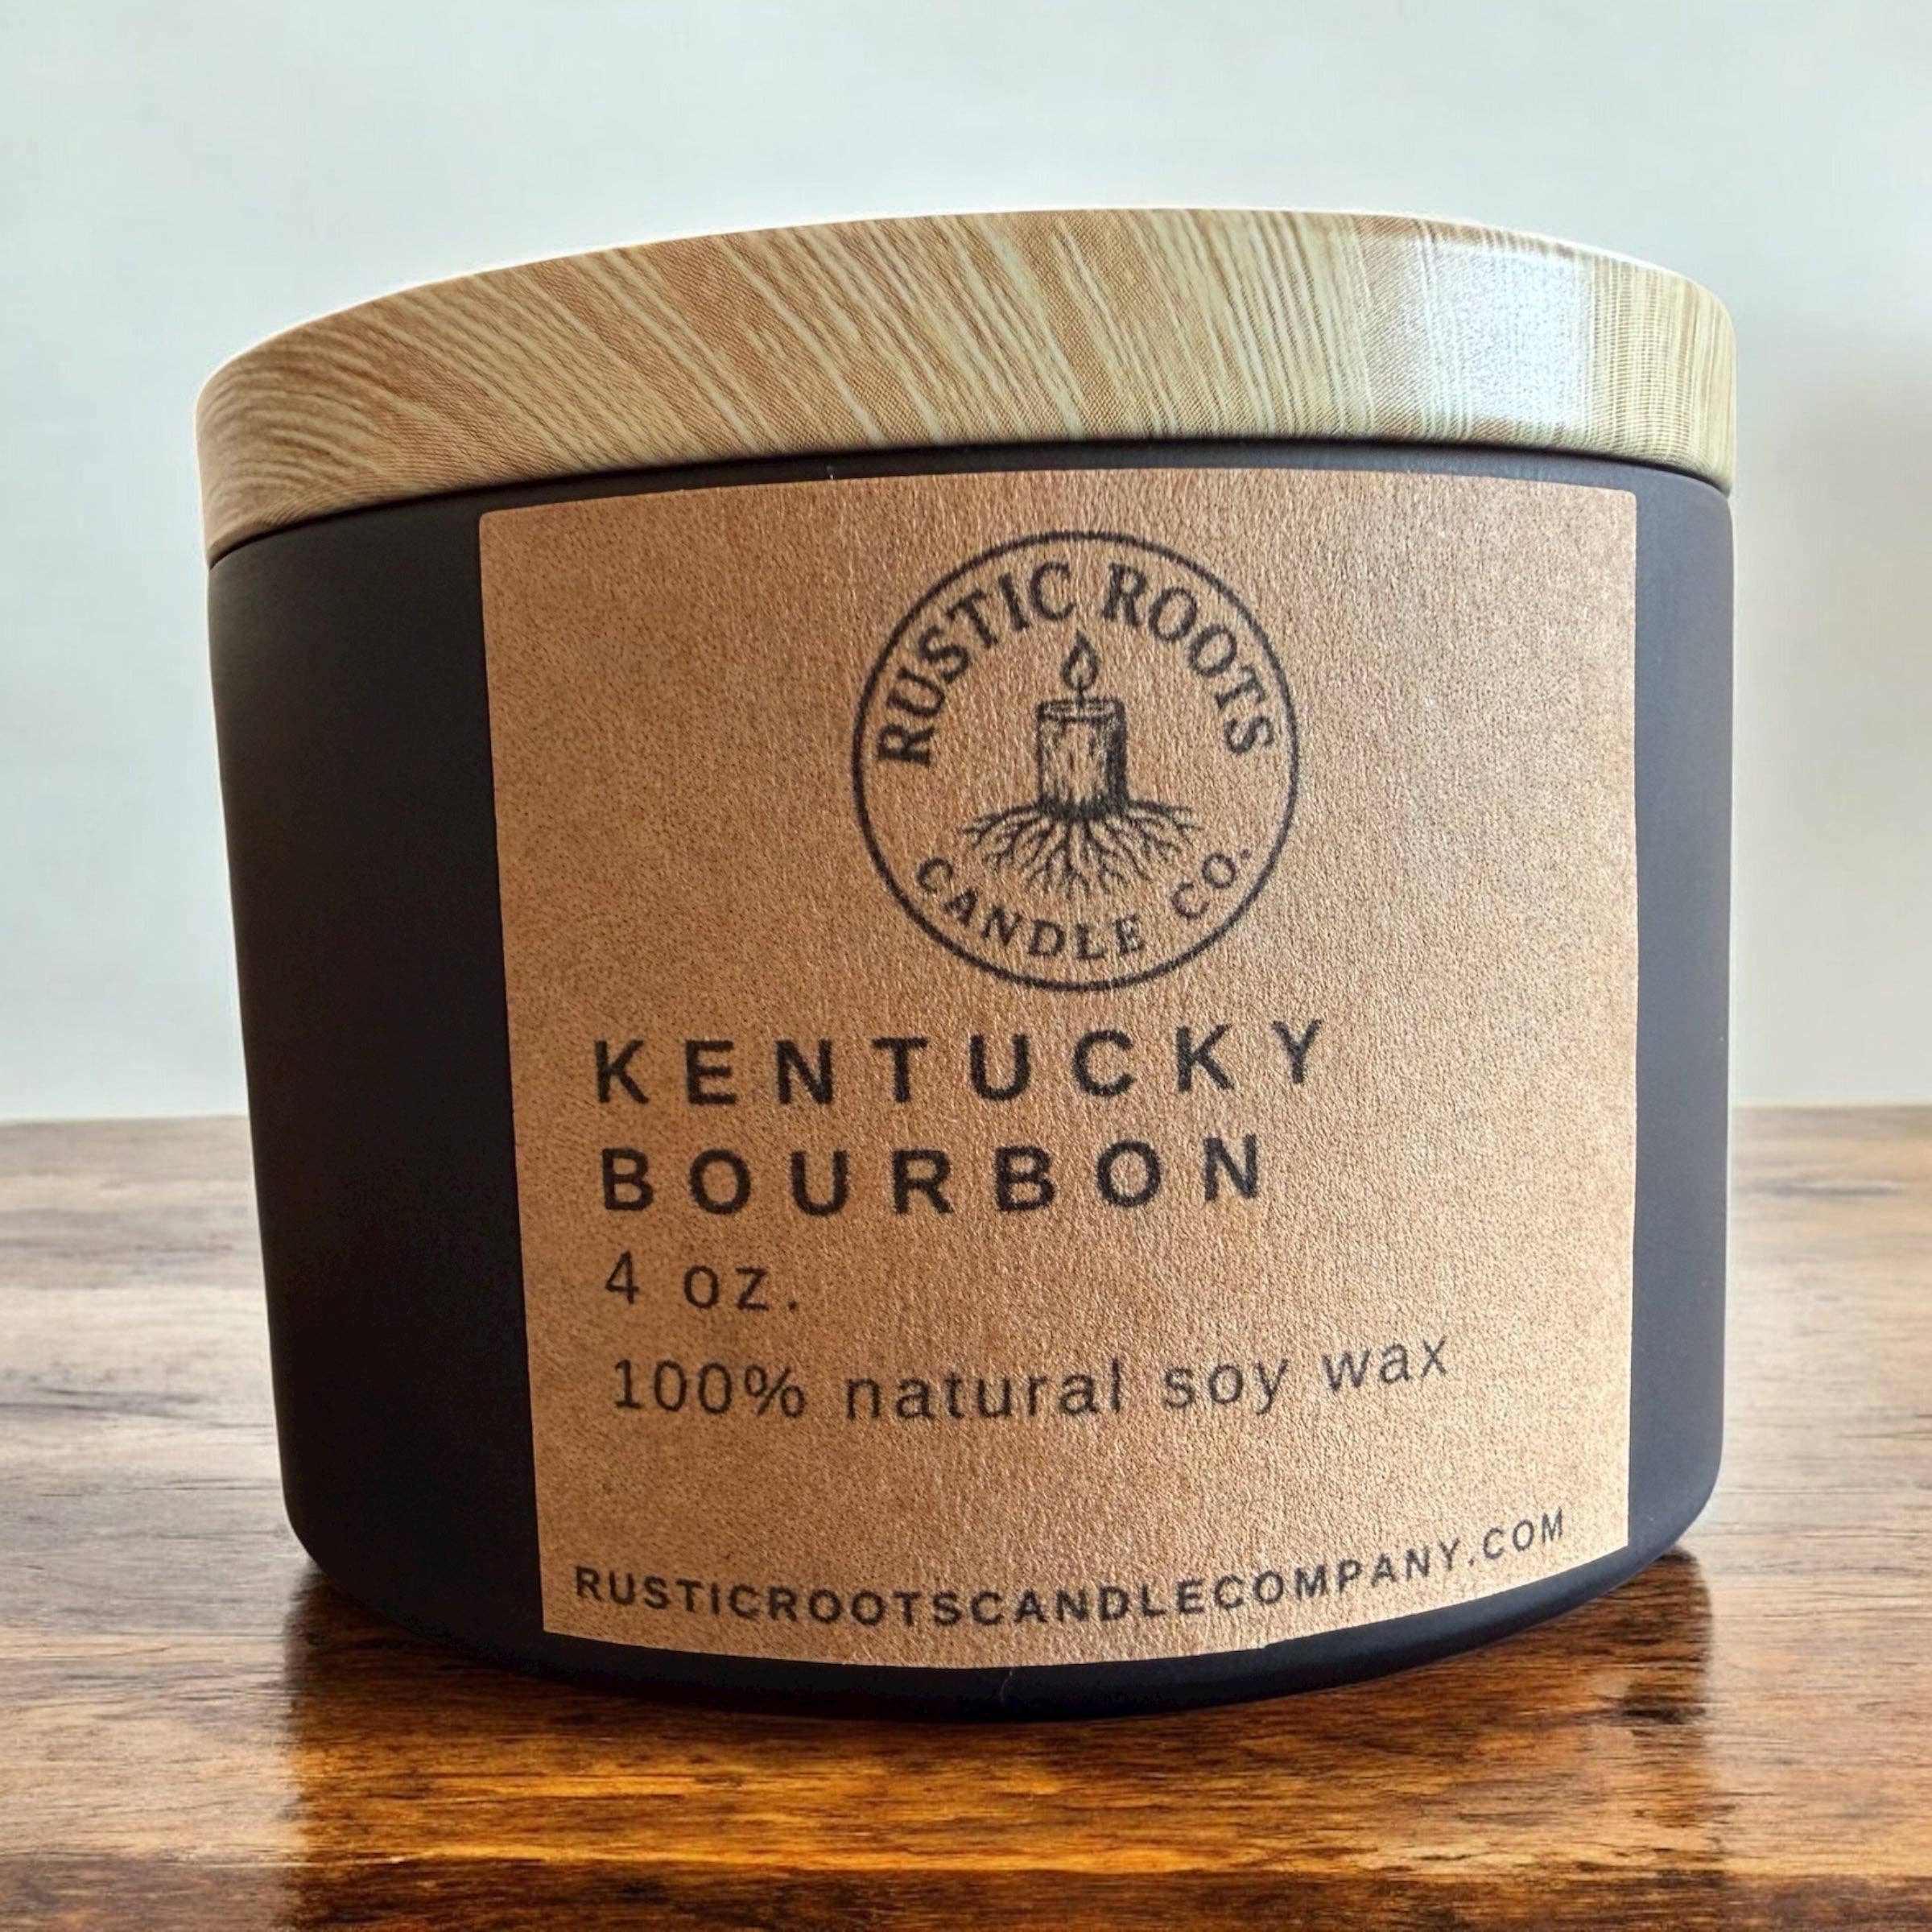 RUSTIC ROOTS
CANDLE CO.
KENTUCKY
BOURBON
4 oz.
100% natural soy wax
RUSTICROOTSCANDLECOMPANY.COM